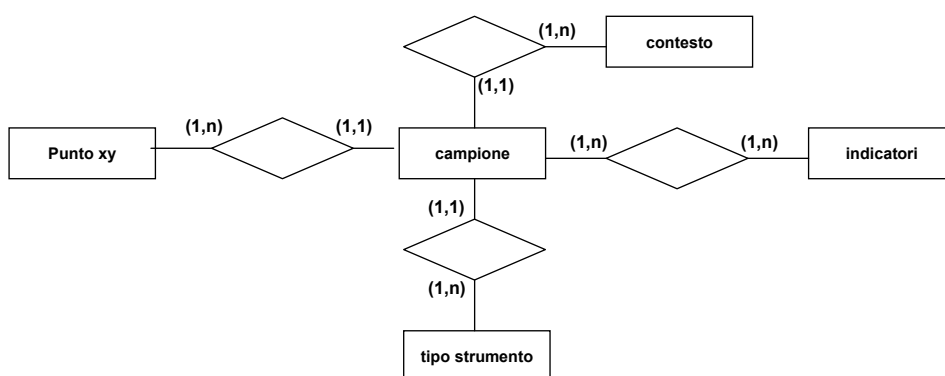 (1,n)
contesto
(1,1)
(1,n)
(1,1)
Punto xy
campione
(1,n)
(1,n)
indicatori
(1,1)
(1,n)
tipo strumento